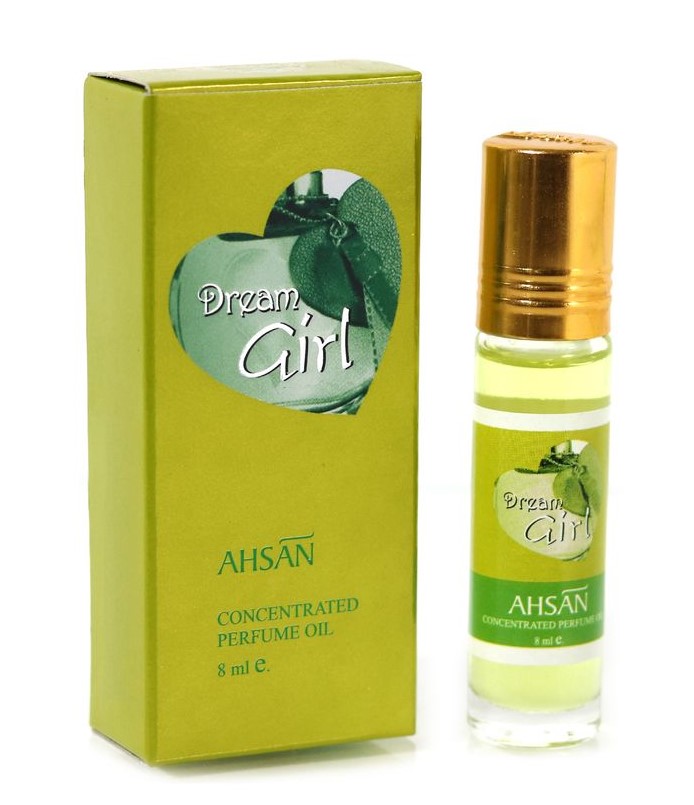 Dream
Girl
AHSAN
CONCENTRATED
PERFUME OIL
8 ml e.
Dream
Girl
AHSAN
CONCENTRATED PERFUME OIL
8 ml e.